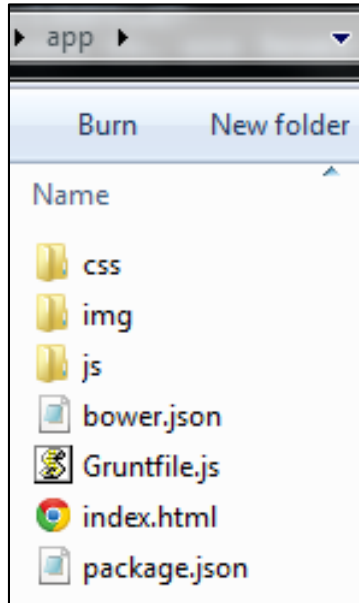 app
Burn New folder
Name
css
img
js
bower.json
Gruntfile.js
index.html
package.json